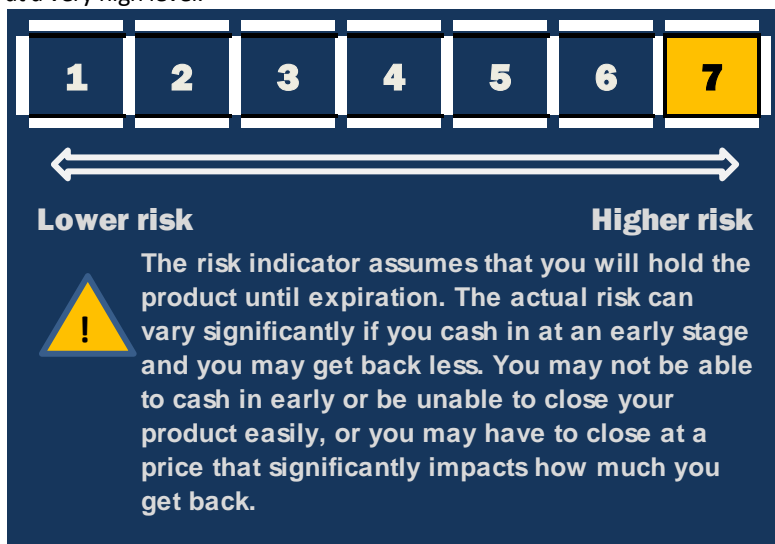 at a very high level.
1 2 3 4 5 6 7
Lower risk Higher risk
The risk indicator assumes that you will hold the
product until expiration. The actual risk can
! vary significantly if you cash in at an early stage
and you may get back less. You may not be able
to cash in early or be unable to close your
product easily, or you may have to close at a
price that significantly impacts how much you
get back.